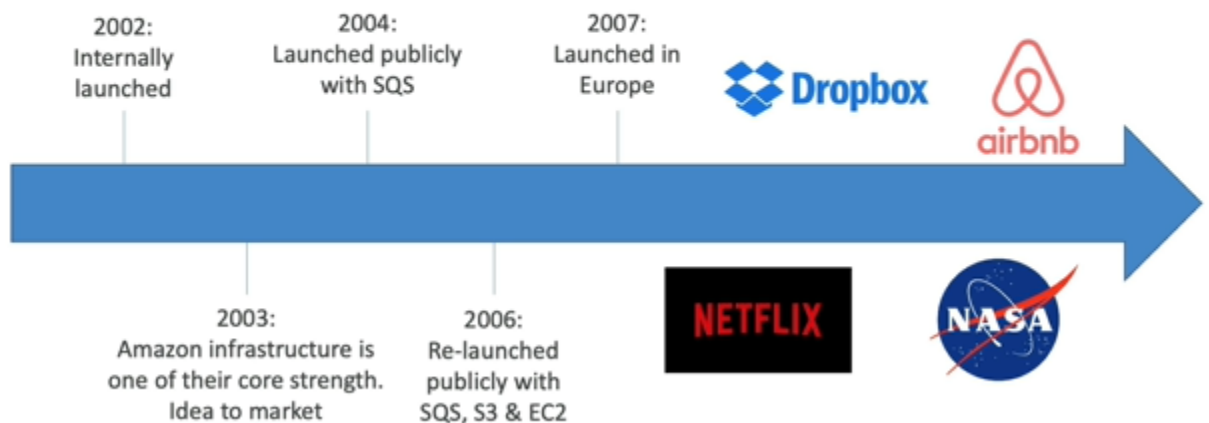 2002:
Internally
launched
2004:
Launched publicly
with SQS
2007:
Launched in
Europe
Dropbox
airbnb
2003:
Amazon infrastructure is
one of their core strength.
Idea to market
2006:
Re-launched
publicly with
SQS, S3 & EC2
NETFLIX
NASA